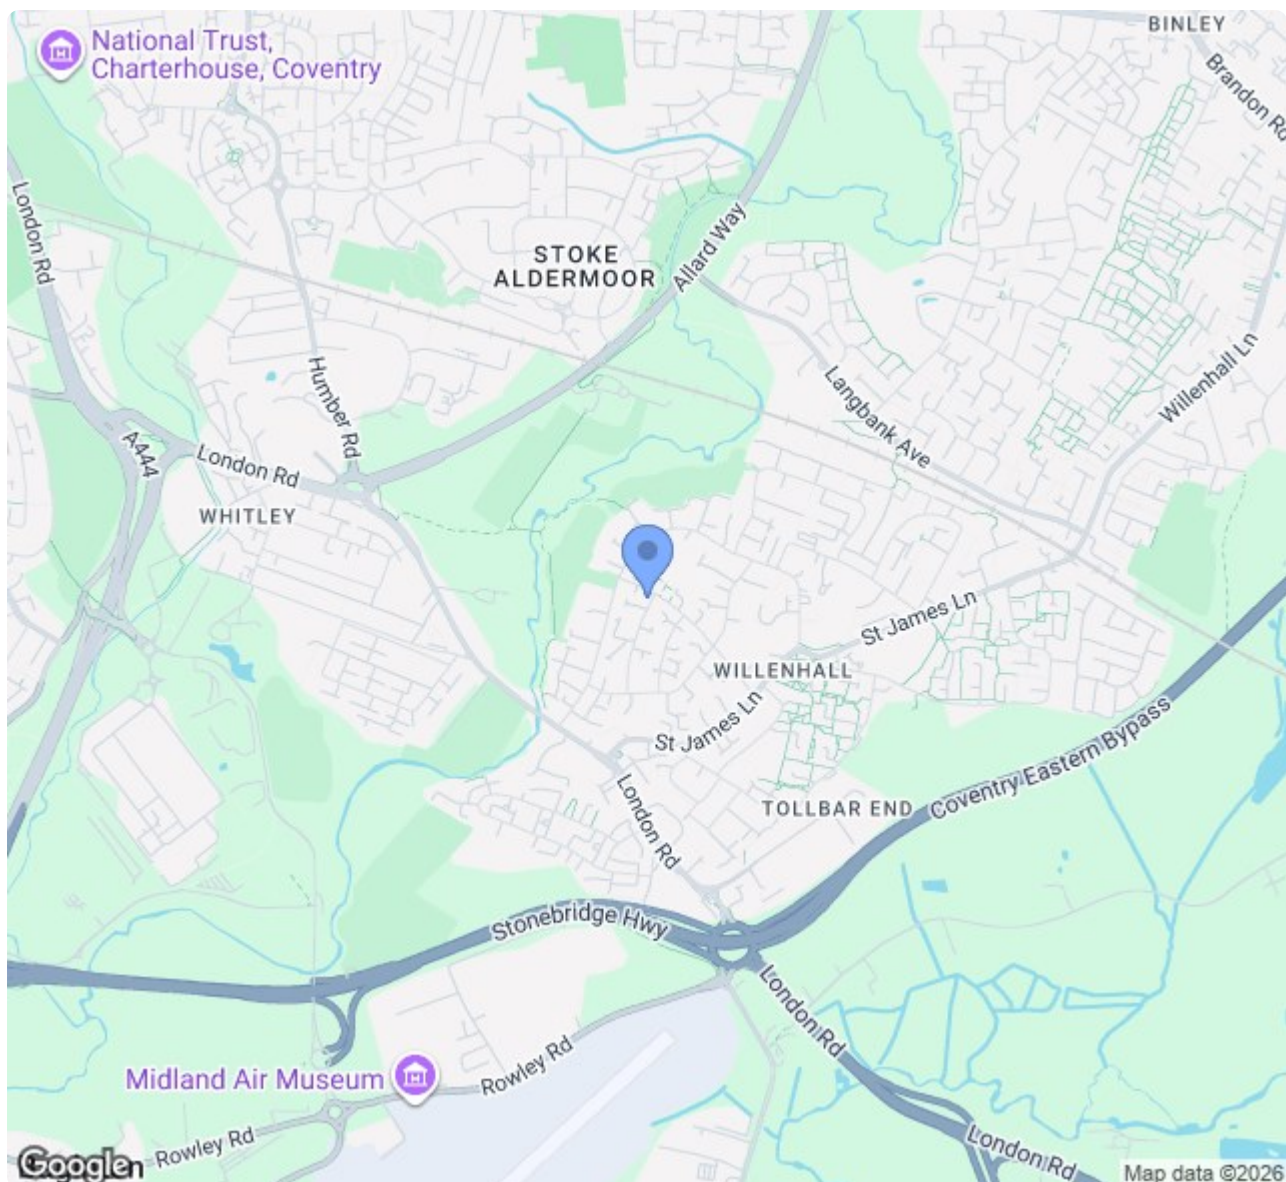 BINLEY
National Trust,
Charterhouse, Coventry
Brandon Rd
London Rd
STOKE
ALDERMOOR
Allard Way
Humber Rd
Langbank Ave
Willenhall Ln
A444
London Rd
WHITLEY
St James Ln
WILLENHALL
St James Ln
Coventry Eastern Bypass
London Rd
TOLLBAR END
Stonebridge Hwy
London Rd
Rowley Rd
Midland Air Museum
Rowley Rd
London Rd
Google
Map data ©2026